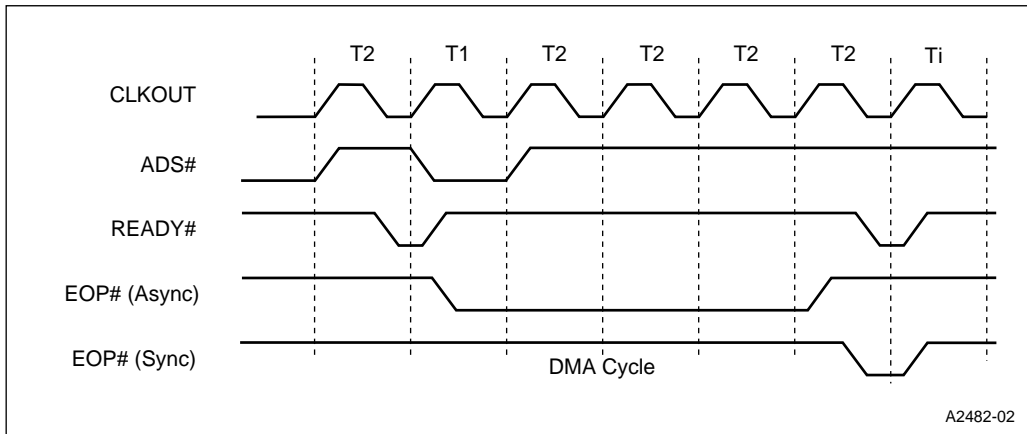 T2 T1 T2 T2 T2 T2 Ti
CLKOUT
ADS#
READY#
EOP# (Async)
EOP# (Sync)
DMA Cycle
A2482-02